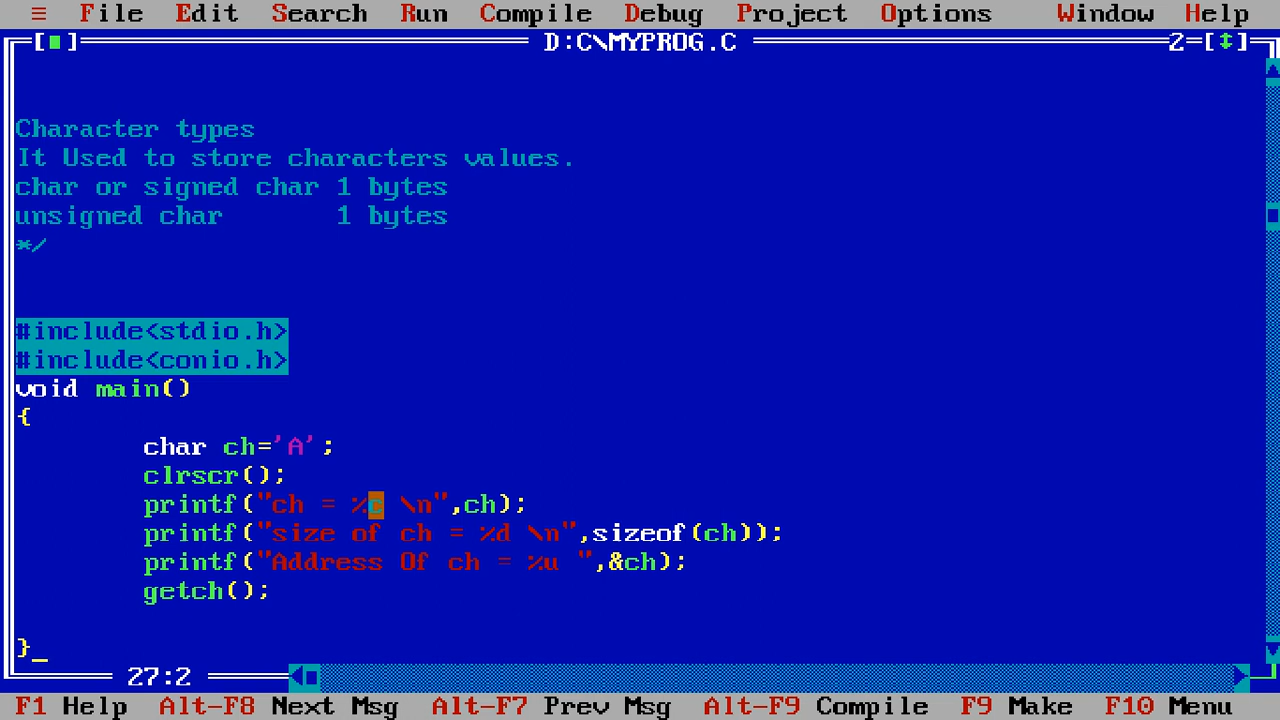 ≡ File Edit Search Run Compile Debug Project Options Window Help
[■] D:C\MYPROG.C 2=[↕]
Character types
It Used to store characters values.
char or signed char 1 bytes
unsigned char 1 bytes
*/
#include<stdio.h>
#include<conio.h>
void main()
{
char ch='A';
clrscr();
printf("ch = %c \n",ch);
printf("size of ch = %d \n",sizeof(ch));
printf("Address Of ch = %u ",&ch);
getch();
}_
27:2
F1 Help Alt-F8 Next Msg Alt-F7 Prev Msg Alt-F9 Compile F9 Make F10 Menu